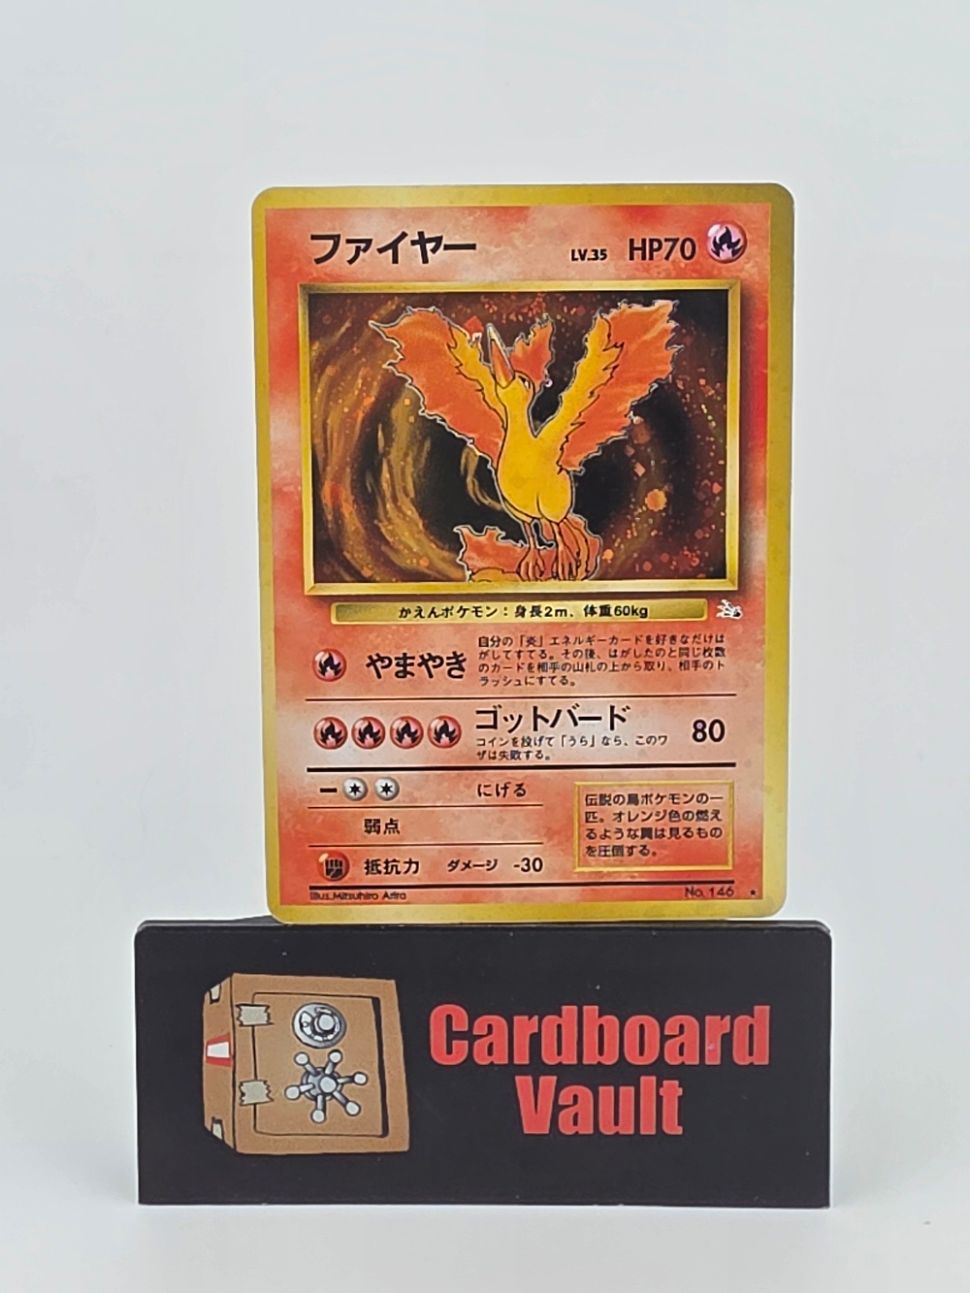 ファイヤー LV.35 HP70
かえんポケモン:身長2m、体重60kg
やまやき
自分の「炎」エネルギーカードを好きなだけは
がしてすてる。その後、はがしたのと同じ枚数
のカードを相手の山札の上から取り、相手のト
ラッシュにすてる。
ゴッドバード 80
コインを投げて「うら」なら、このワ
ザは失敗する。
にげる
弱点
抵抗力 ダメージ -30
伝説の鳥ポケモンの一
匹。オレンジ色の燃え
るような翼は見るもの
を圧倒する。
Illus. Mitsuhiro Arita
No. 146 ★
Cardboard
Vault